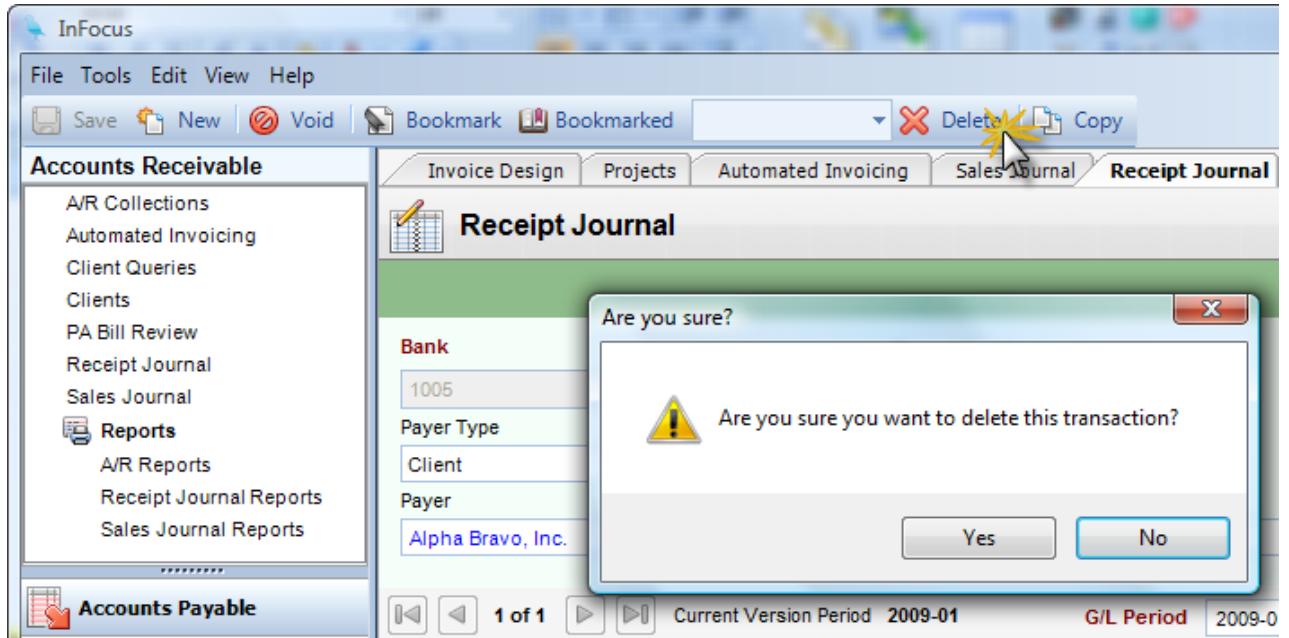 InFocus
File Tools Edit View Help
Save New Void Bookmark Bookmarked Delete Copy
Accounts Receivable
A/R Collections
Automated Invoicing
Client Queries
Clients
PA Bill Review
Receipt Journal
Sales Journal
Reports
A/R Reports
Receipt Journal Reports
Sales Journal Reports
Accounts Payable
Invoice Design Projects Automated Invoicing Sales Journal Receipt Journal
Receipt Journal
Bank
1005
Payer Type
Client
Payer
Alpha Bravo, Inc.
Are you sure?
X
Are you sure you want to delete this transaction?
Yes No
1 of 1 Current Version Period 2009-01 G/L Period 2009-0